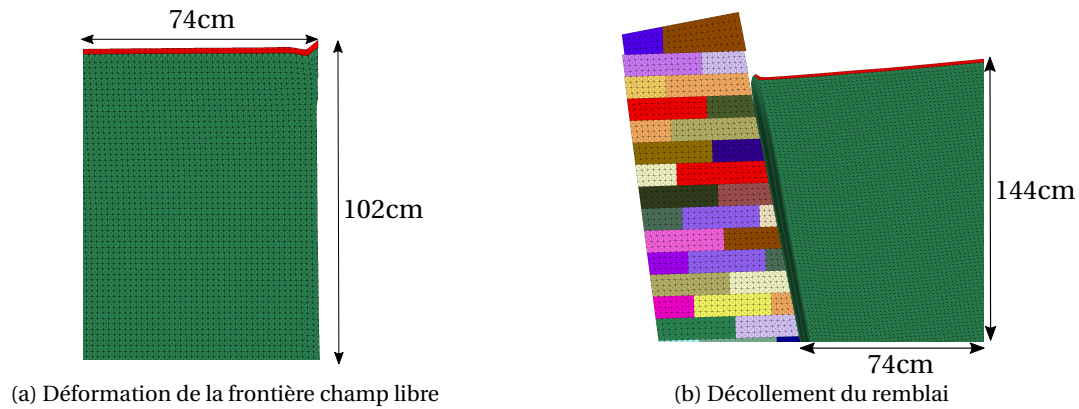 74cm
102cm
(a) Déformation de la frontière champ libre
144cm
74cm
(b) Décollement du remblai